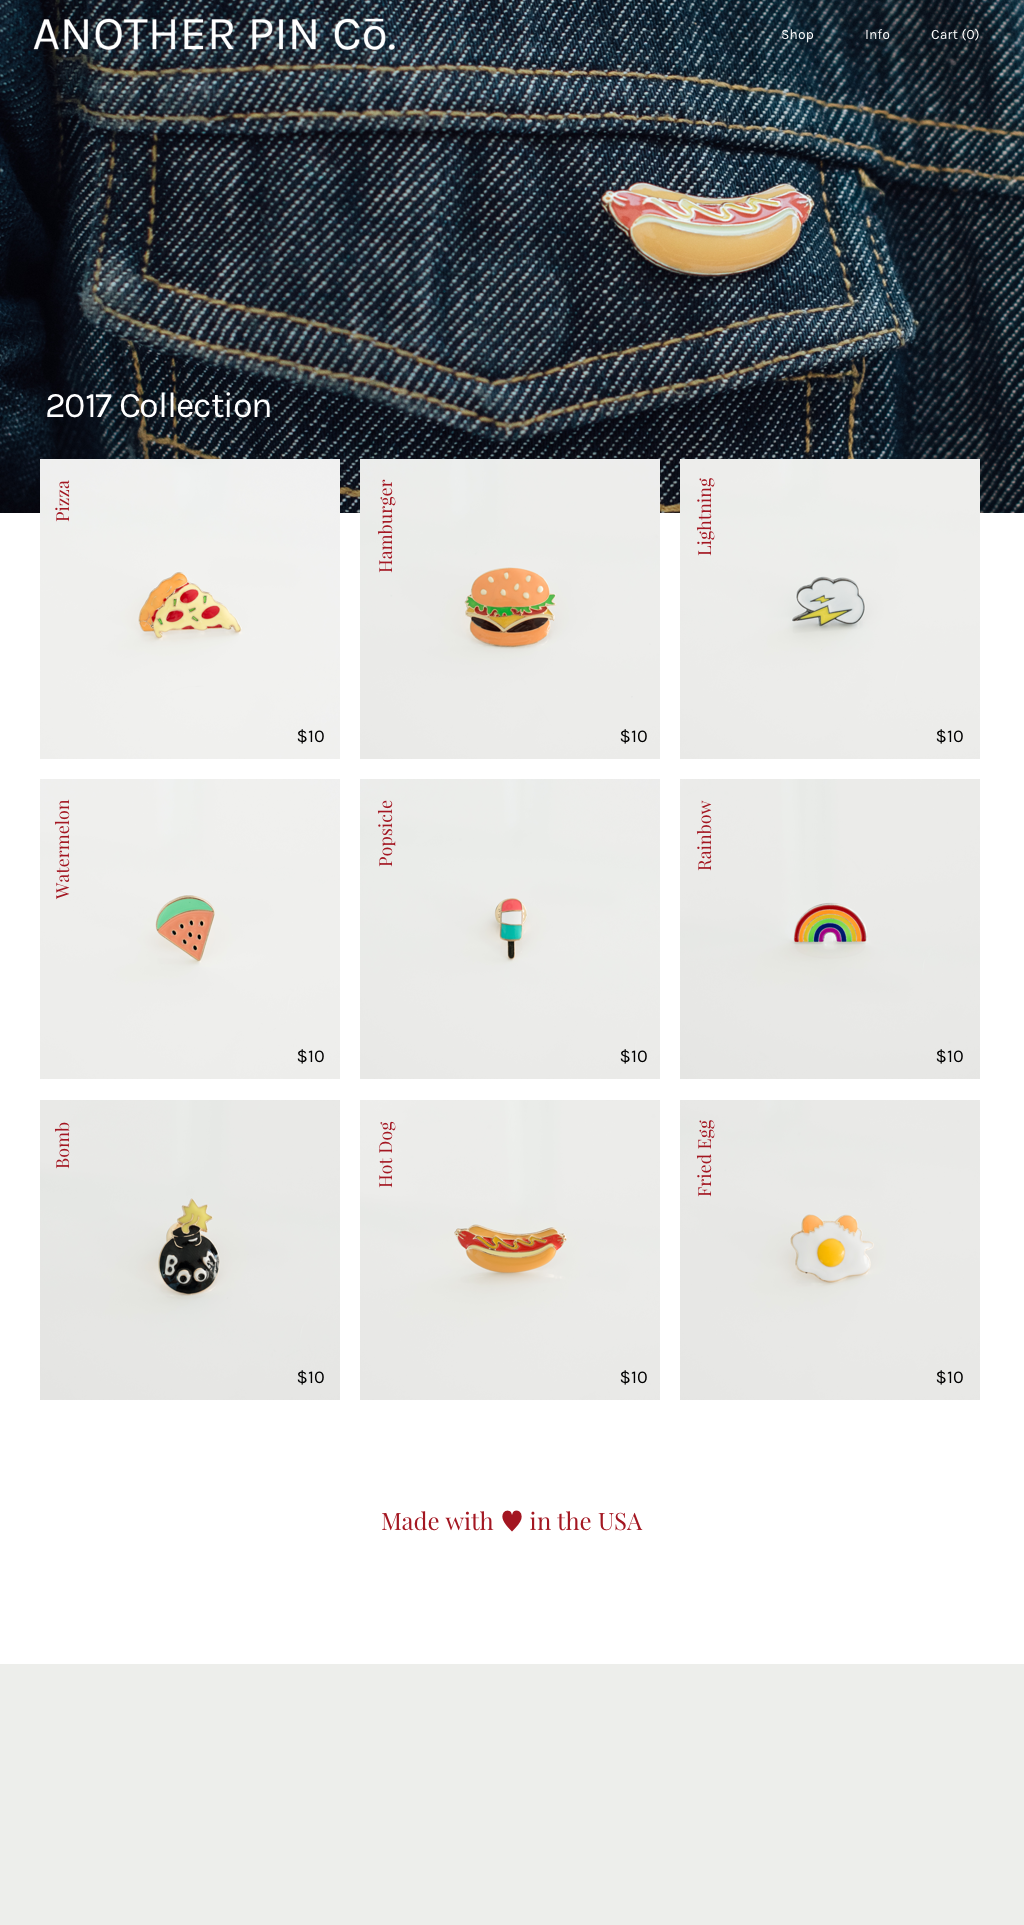 ANOTHER PIN Cō.
Shop
Info
Cart (0)
2017 Collection
Pizza
$10
Hamburger
$10
Lightning
$10
Watermelon
$10
Popsicle
$10
Rainbow
$10
Bomb
BOOM
$10
Hot Dog
$10
Fried Egg
$10
Made with ♥ in the USA